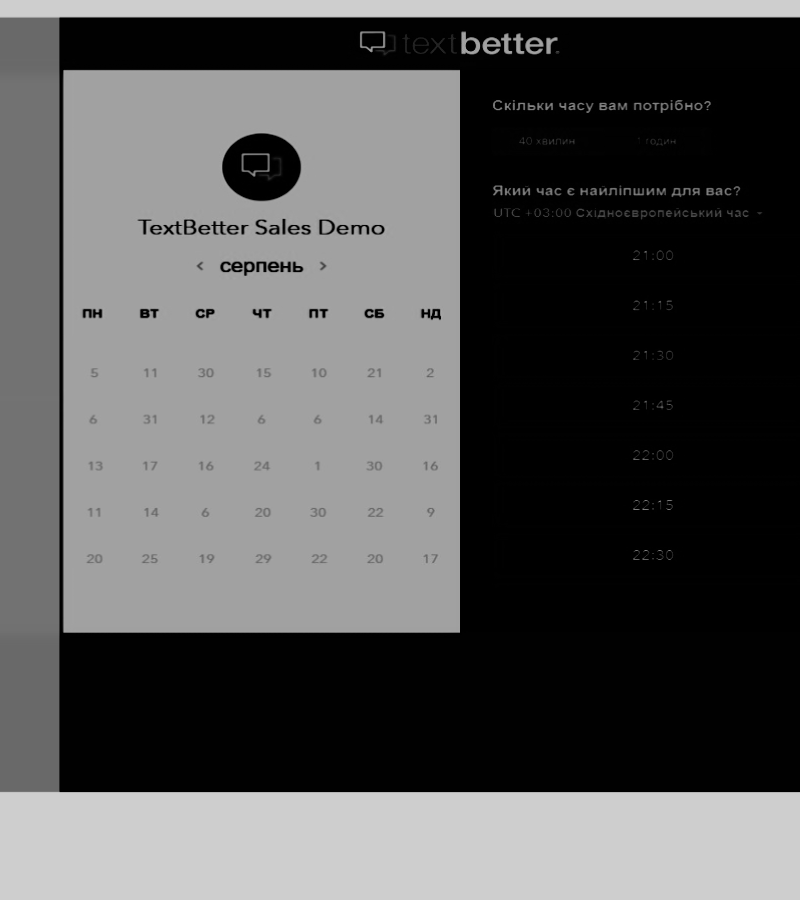 textbetter.
TextBetter Sales Demo
‹ серпень ›
ПН ВТ СР ЧТ ПТ СБ НД
5 11 30 15 10 21 2
6 31 12 6 6 14 31
13 17 16 24 1 30 16
11 14 6 20 30 22 9
20 25 19 29 22 20 17
Скільки часу вам потрібно?
40 хвилин 1 годин
Який час є найліпшим для вас?
UTC +03:00 Східноєвропейський час
21:00
21:15
21:30
21:45
22:00
22:15
22:30